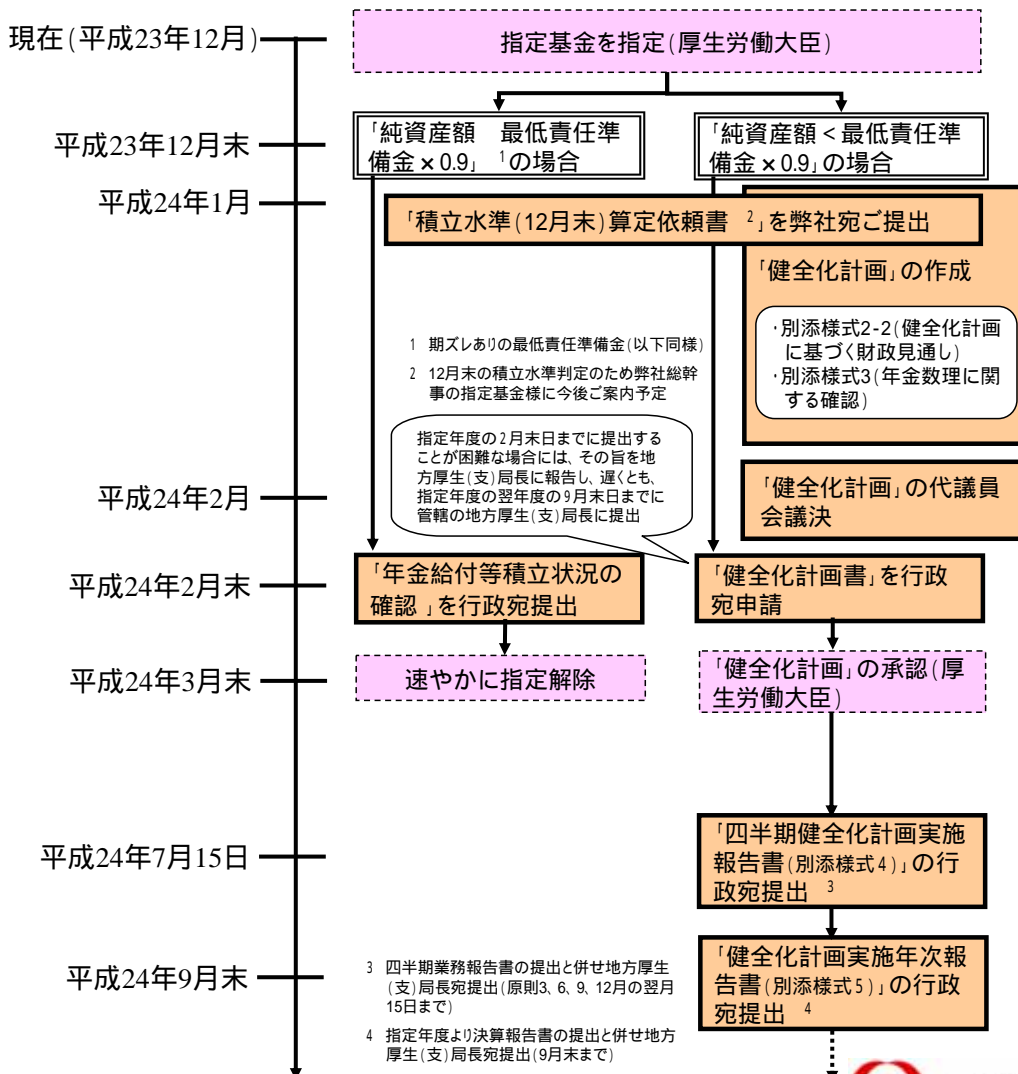 現在(平成23年12月)
指定基金を指定(厚生労働大臣)
平成23年12月末
「純資産額　最低責任準
備金×0.9」 1の場合
「純資産額<最低責任準
備金×0.9」の場合
平成24年1月
「積立水準(12月末)算定依頼書 2」を弊社宛ご提出
「健全化計画」の作成
・別添様式2-2(健全化計画
に基づく財政見通し)
・別添様式3(年金数理に関
する確認)
1 期ズレありの最低責任準備金(以下同様)
2 12月末の積立水準判定のため弊社総幹
事の指定基金様に今後ご案内予定
指定年度の2月末日までに提出する
ことが困難な場合には、その旨を地
方厚生(支)局長に報告し、遅くとも、
指定年度の翌年度の9月末日までに
管轄の地方厚生(支)局長に提出
平成24年2月
「健全化計画」の代議員
会議決
平成24年2月末
「年金給付等積立状況の
確認」を行政宛提出
「健全化計画書」を行政
宛申請
平成24年3月末
速やかに指定解除
「健全化計画」の承認(厚
生労働大臣)
平成24年7月15日
「四半期健全化計画実施
報告書(別添様式4)」の行
政宛提出 3
平成24年9月末
「健全化計画実施年次報
告書(別添様式5)」の行政
宛提出 4
3 四半期業務報告書の提出と併せ地方厚生
(支)局長宛提出(原則3、6、9、12月の翌月
15日まで)
4 指定年度より決算報告書の提出と併せ地方
厚生(支)局長宛提出(9月末まで)